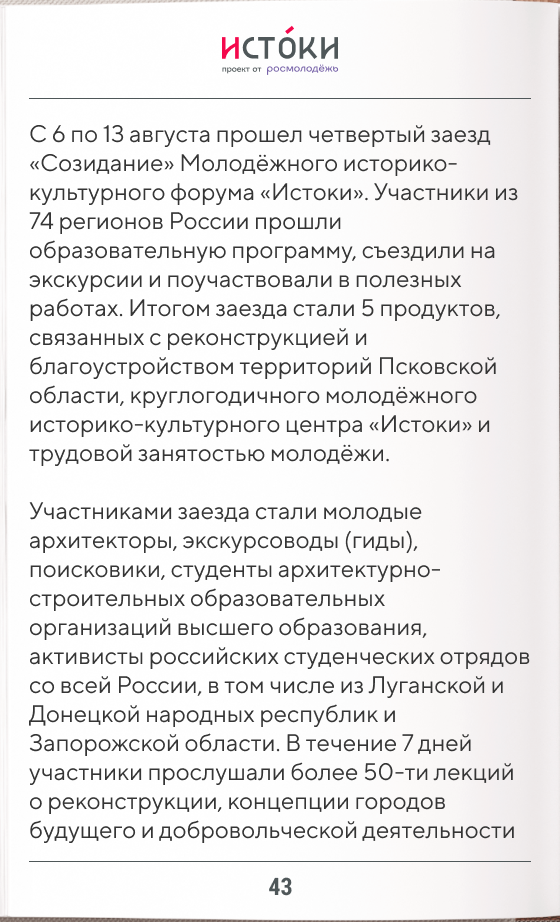 ИСТО́КИ
проект от росмолодёжь
С 6 по 13 августа прошел четвертый заезд
«Созидание» Молодёжного историко-
культурного форума «Истоки». Участники из
74 регионов России прошли
образовательную программу, съездили на
экскурсии и поучаствовали в полезных
работах. Итогом заезда стали 5 продуктов,
связанных с реконструкцией и
благоустройством территорий Псковской
области, круглогодичного молодёжного
историко-культурного центра «Истоки» и
трудовой занятостью молодёжи.
Участниками заезда стали молодые
архитекторы, экскурсоводы (гиды),
поисковики, студенты архитектурно-
строительных образовательных
организаций высшего образования,
активисты российских студенческих отрядов
со всей России, в том числе из Луганской и
Донецкой народных республик и
Запорожской области. В течение 7 дней
участники прослушали более 50-ти лекций
о реконструкции, концепции городов
будущего и добровольческой деятельности
43